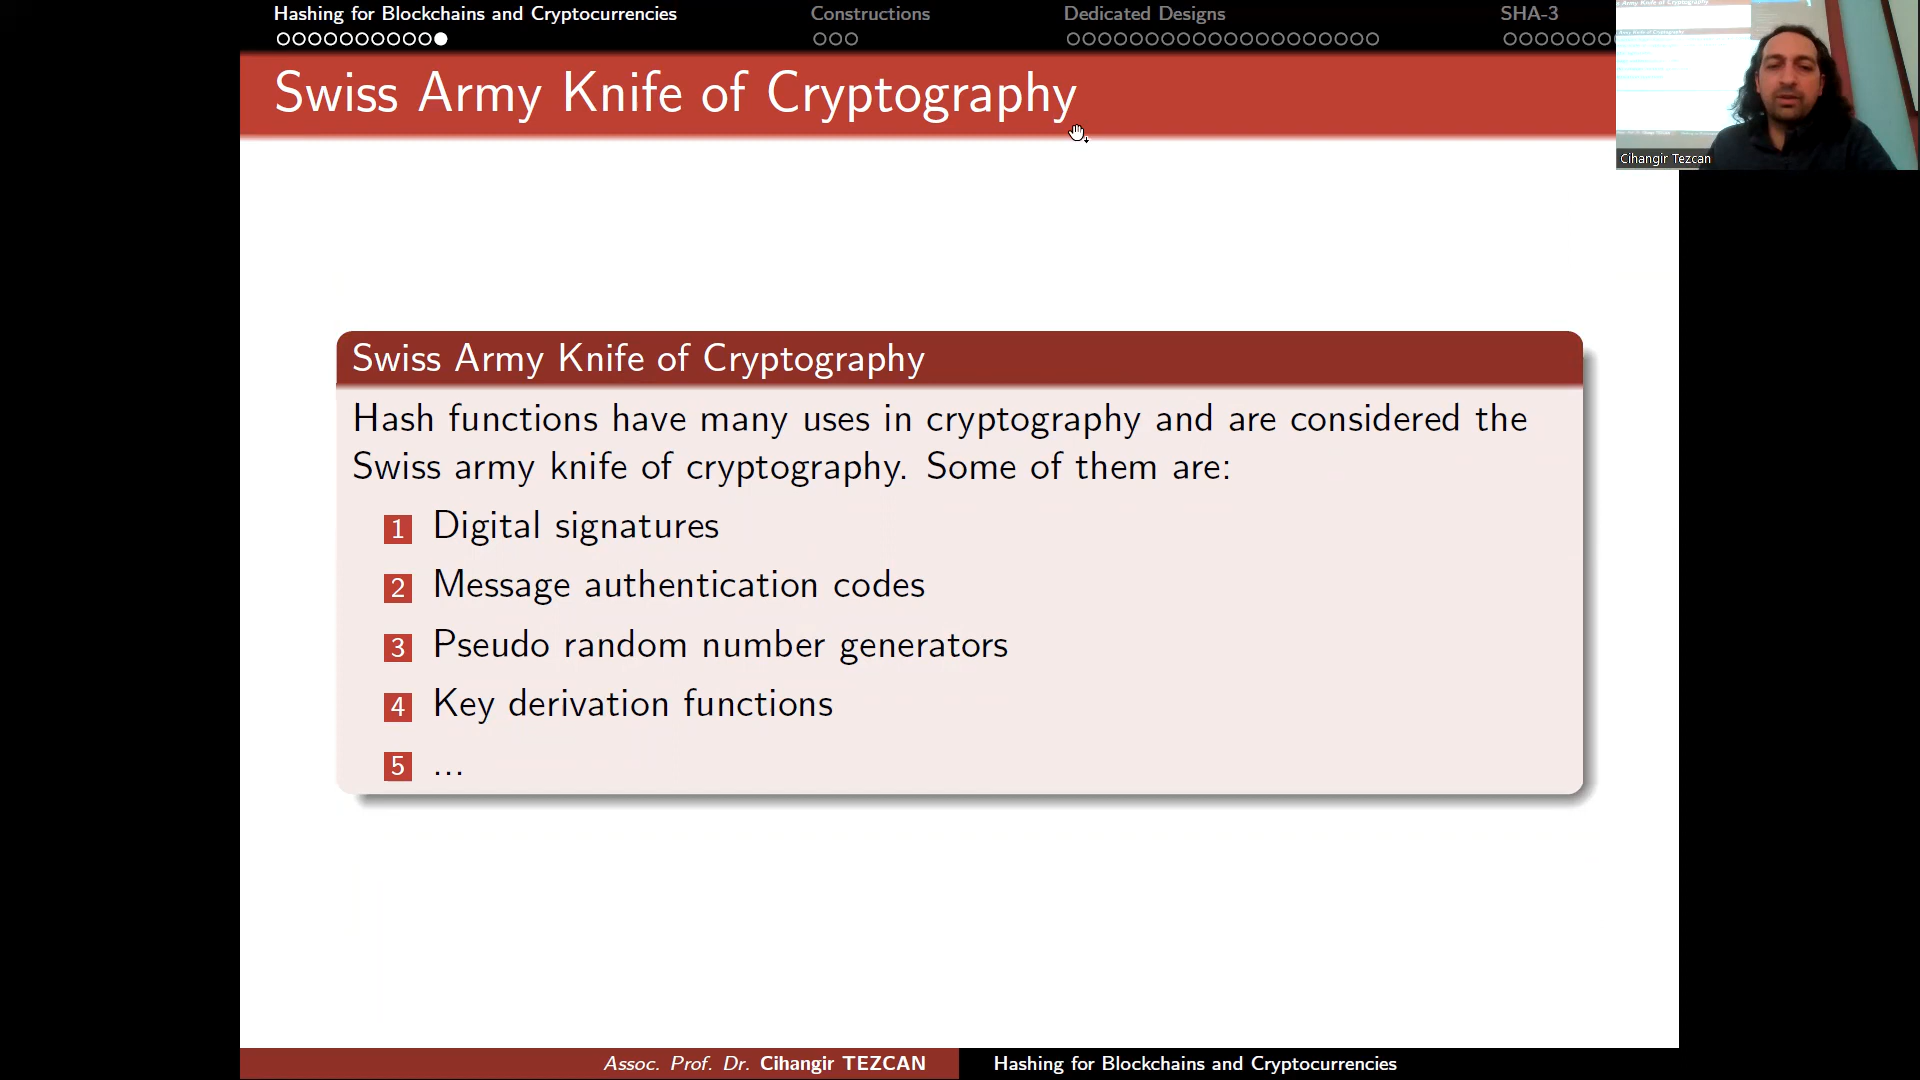 Hashing for Blockchains and Cryptocurrencies
Constructions
Dedicated Designs
SHA-3
Swiss Army Knife of Cryptography
Cihangir Tezcan
Swiss Army Knife of Cryptography
Hash functions have many uses in cryptography and are considered the
Swiss army knife of cryptography. Some of them are:
1 Digital signatures
2 Message authentication codes
3 Pseudo random number generators
4 Key derivation functions
5 ...
Assoc. Prof. Dr. Cihangir TEZCAN
Hashing for Blockchains and Cryptocurrencies